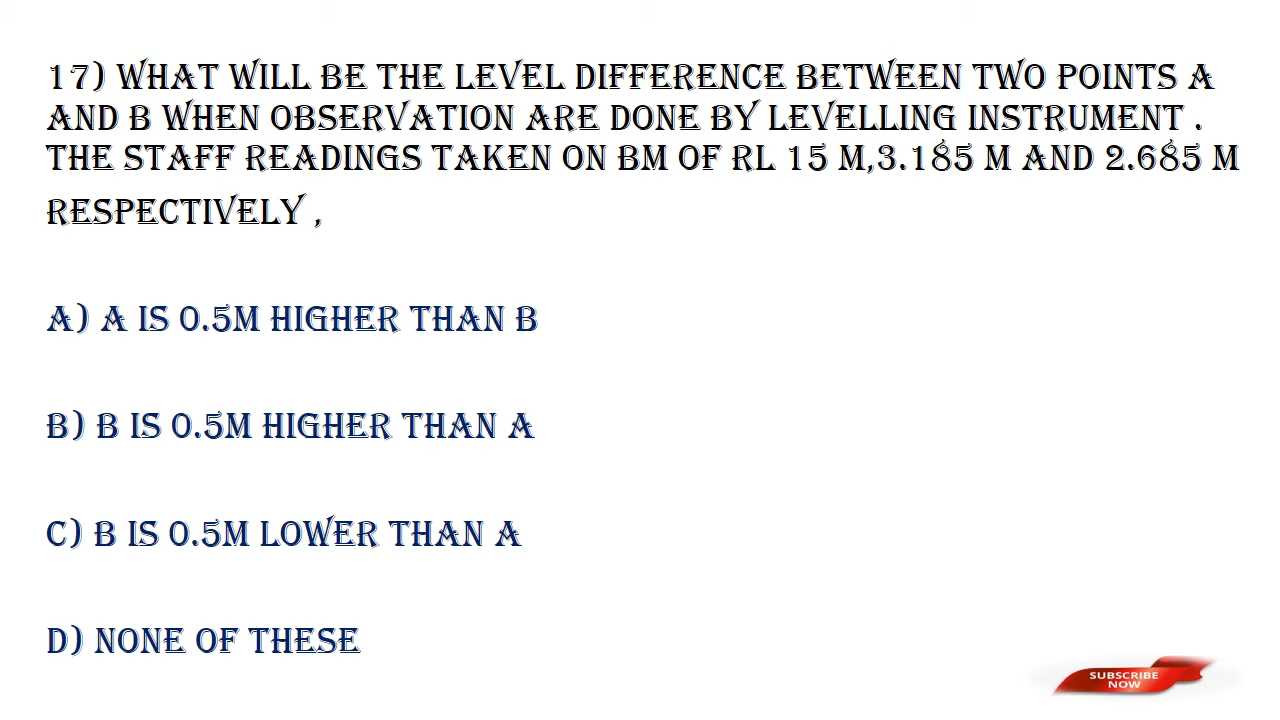 17) WHAT WILL BE THE LEVEL DIFFERENCE BETWEEN TWO POINTS A
AND B WHEN OBSERVATION ARE DONE BY LEVELLING INSTRUMENT .
THE STAFF READINGS TAKEN ON BM OF RL 15 M,3.185 M AND 2.685 M
RESPECTIVELY ,
A) A IS 0.5M HIGHER THAN B
B) B IS 0.5M HIGHER THAN A
C) B IS 0.5M LOWER THAN A
D) NONE OF THESE
SUBSCRIBE
NOW